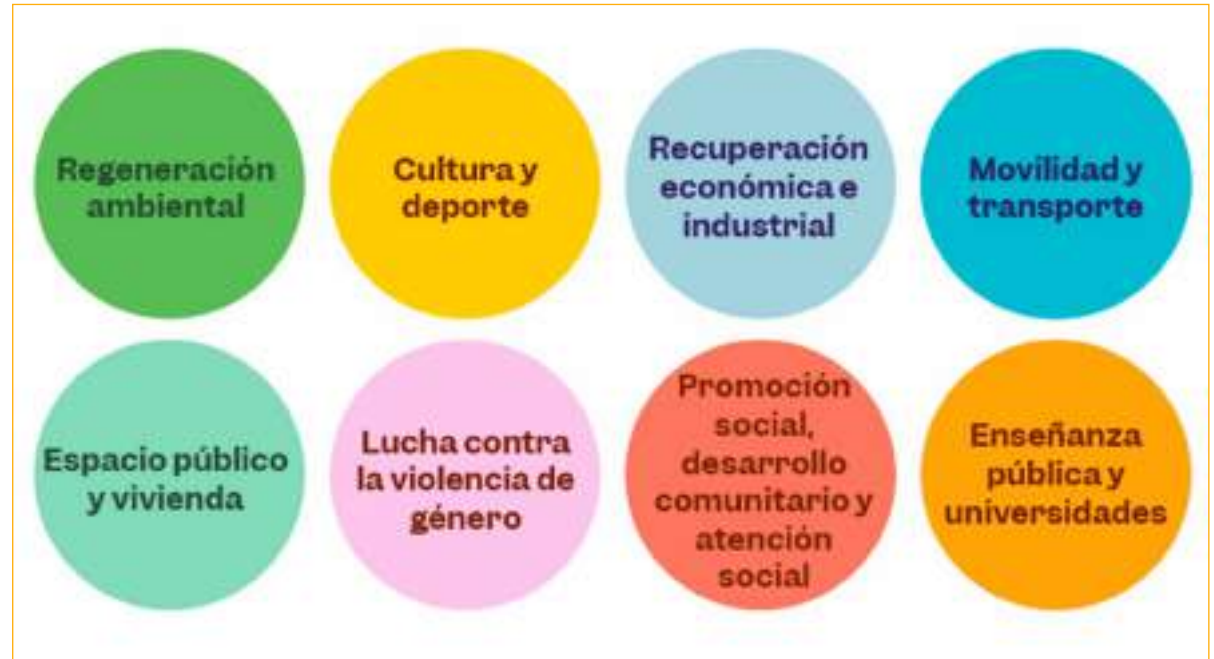 Regeneración
ambiental
Cultura y
deporte
Recuperación
económica e
industrial
Movilidad y
transporte
Espacio público
y vivienda
Lucha contra
la violencia de
género
Promoción
social,
desarrollo
comunitario y
atención
social
Enseñanza
pública y
universidades